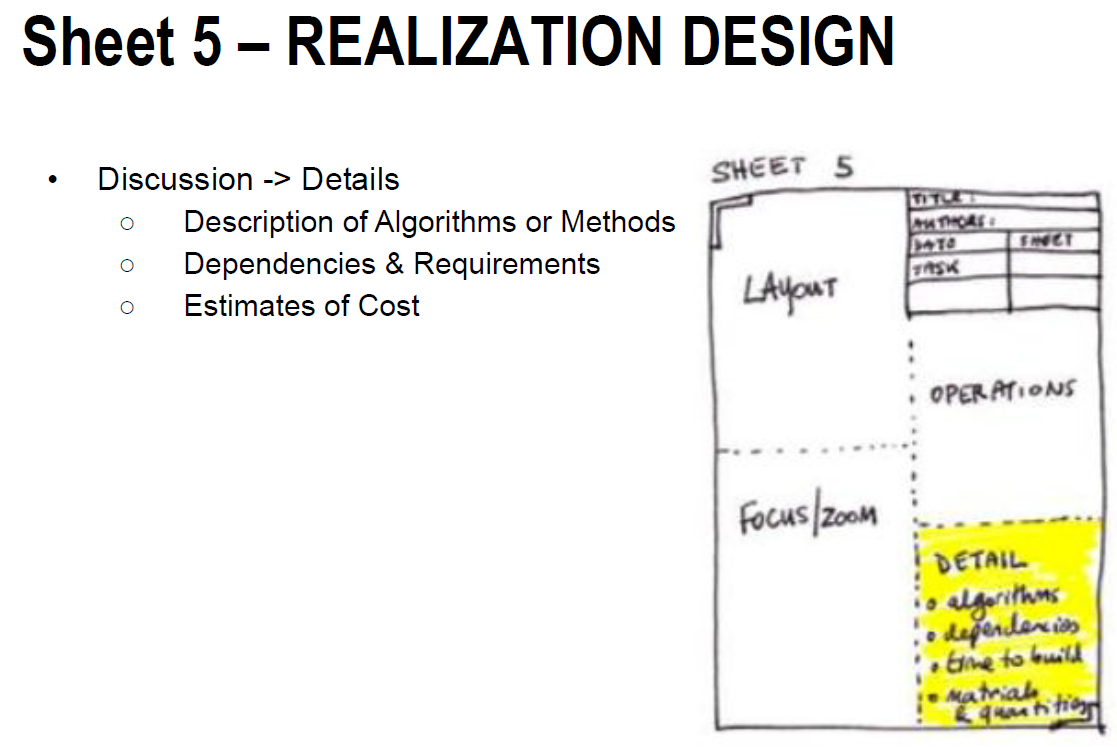 Sheet 5 – REALIZATION DESIGN
• Discussion -> Details
○ Description of Algorithms or Methods
○ Dependencies & Requirements
○ Estimates of Cost
SHEET 5
TITLE:
AUTHORS:
DATE SHEET
TASK
LAYOUT
OPERATIONS
FOCUS/ZOOM
DETAIL
• algorithms
• dependencies
• time to build
• matrials
& quantities